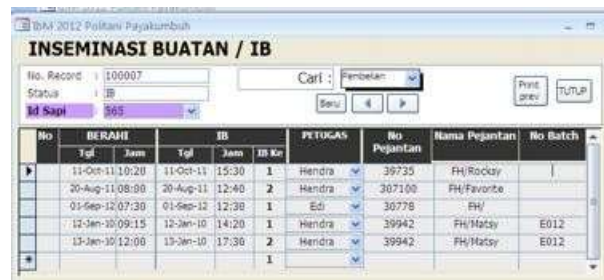 IbM 2012 Politani Payakumbuh
INSEMINASI BUATAN / IB
No. Record : 100007 Cari : Pembelian
Status : IB Baru Print prev TUTUP
Id Sapi : 565
No BERAHI IB PETUGAS No Pejantan Nama Pejantan No Batch
Tgl Jam Tgl Jam IB Ke
11-Oct-11 10:20 11-Oct-11 15:30 1 Hendra 39735 FH/Rocksy
20-Aug-11 08:00 20-Aug-11 12:40 2 Hendra 307100 FH/Favorite
01-Sep-12 07:30 01-Sep-12 12:30 1 Edi 30778 FH/
12-Jan-10 09:15 12-Jan-10 14:20 1 Hendra 39942 FH/Matsy E012
13-Jan-10 12:00 13-Jan-10 17:30 2 Hendra 39942 FH/Matsy E012
1